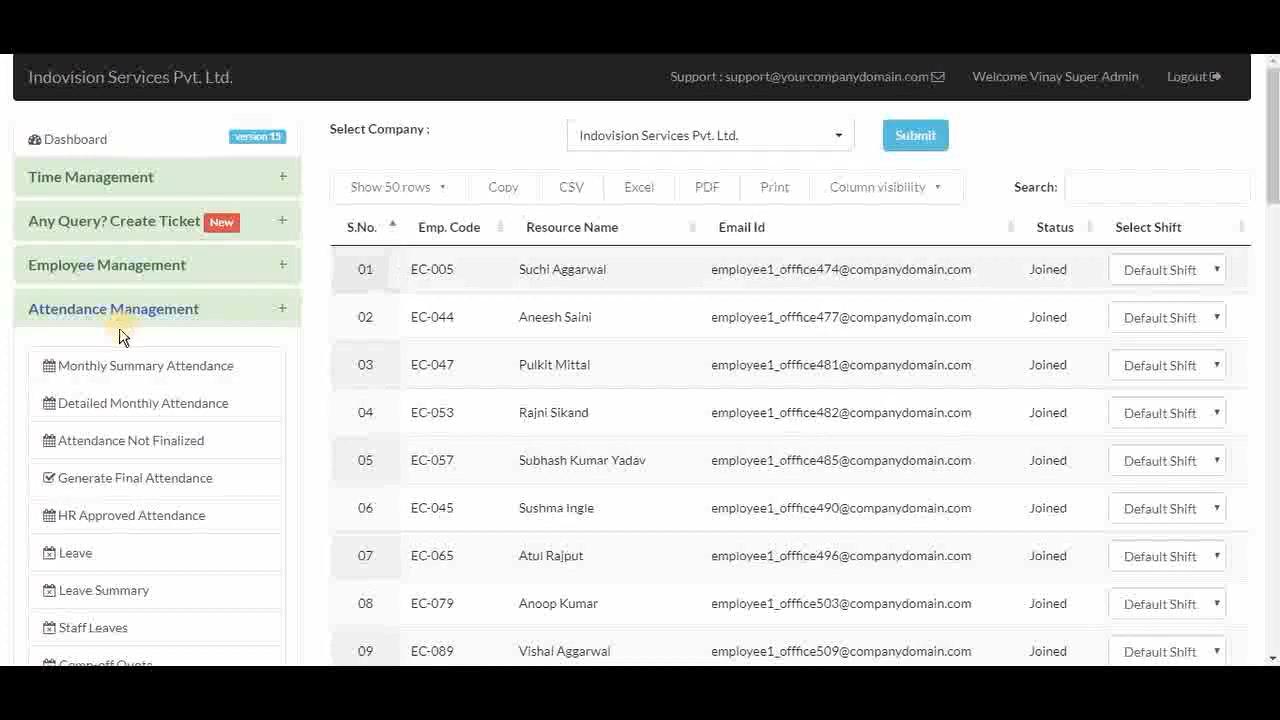 Indovision Services Pvt. Ltd.
Support : support@yourcompanydomain.com
Welcome Vinay Super Admin
Logout
Dashboard
version 15
Time Management +
Any Query? Create Ticket New +
Employee Management +
Attendance Management +
Monthly Summary Attendance
Detailed Monthly Attendance
Attendance Not Finalized
Generate Final Attendance
HR Approved Attendance
Leave
Leave Summary
Staff Leaves
Comp-off Quota
Select Company :
Indovision Services Pvt. Ltd.
Submit
Show 50 rows Copy CSV Excel PDF Print Column visibility
Search:
S.No. Emp. Code Resource Name Email Id Status Select Shift
01 EC-005 Suchi Aggarwal employee1_offfice474@companydomain.com Joined Default Shift
02 EC-044 Aneesh Saini employee1_offfice477@companydomain.com Joined Default Shift
03 EC-047 Pulkit Mittal employee1_offfice481@companydomain.com Joined Default Shift
04 EC-053 Rajni Sikand employee1_offfice482@companydomain.com Joined Default Shift
05 EC-057 Subhash Kumar Yadav employee1_offfice485@companydomain.com Joined Default Shift
06 EC-045 Sushma Ingle employee1_offfice490@companydomain.com Joined Default Shift
07 EC-065 Atul Rajput employee1_offfice496@companydomain.com Joined Default Shift
08 EC-079 Anoop Kumar employee1_offfice503@companydomain.com Joined Default Shift
09 EC-089 Vishal Aggarwal employee1_offfice509@companydomain.com Joined Default Shift